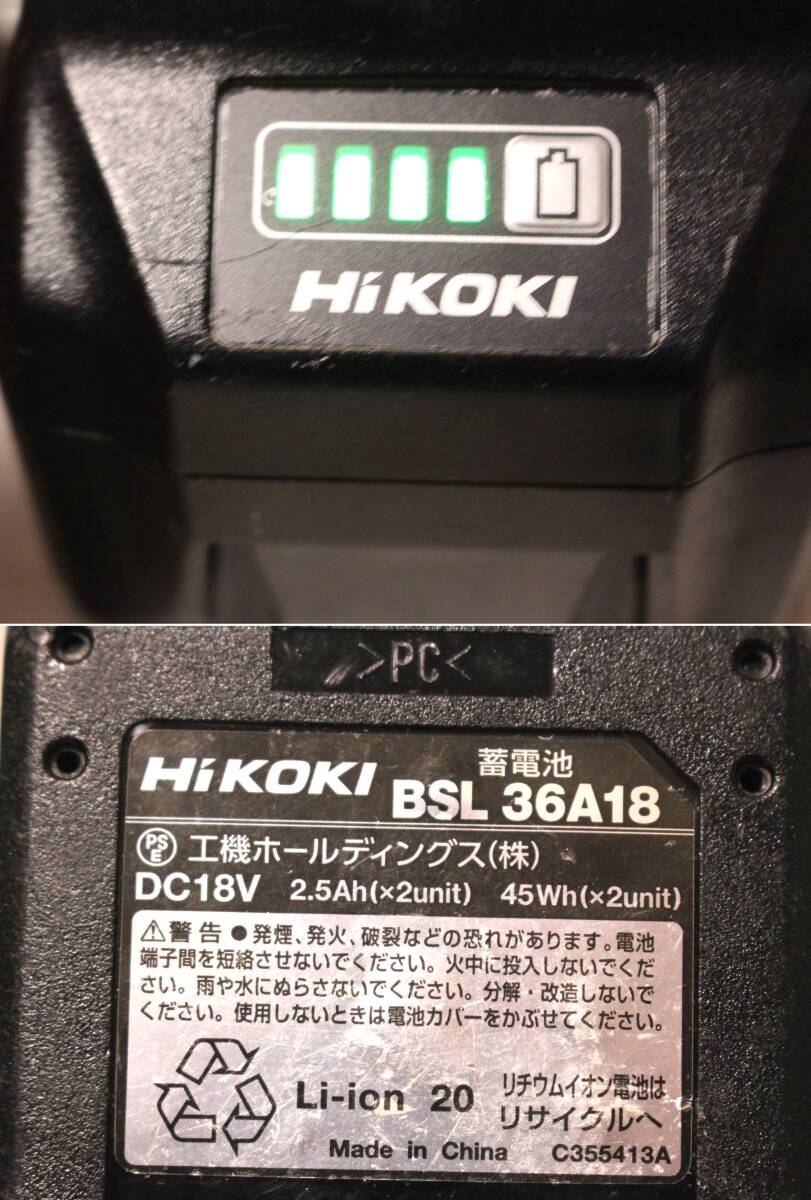 HiKOKI
>PC<
HiKOKI 蓄電池
BSL 36A18
PSE 工機ホールディングス(株)
DC18V 2.5Ah(×2unit) 45Wh(×2unit)
⚠警告 ● 発煙、発火、破裂などの恐れがあります。電池
端子間を短絡させないでください。火中に投入しないでくだ
さい。雨や水にぬらさないでください。分解・改造しないで
ください。使用しないときは電池カバーをかぶせてください。
Li-ion 20 リチウムイオン電池は
リサイクルへ
Made in China C355413A